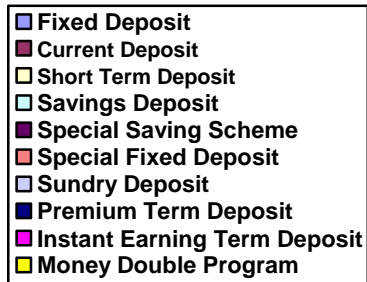 Fixed Deposit
Current Deposit
Short Term Deposit
Savings Deposit
Special Saving Scheme
Special Fixed Deposit
Sundry Deposit
Premium Term Deposit
Instant Earning Term Deposit
Money Double Program